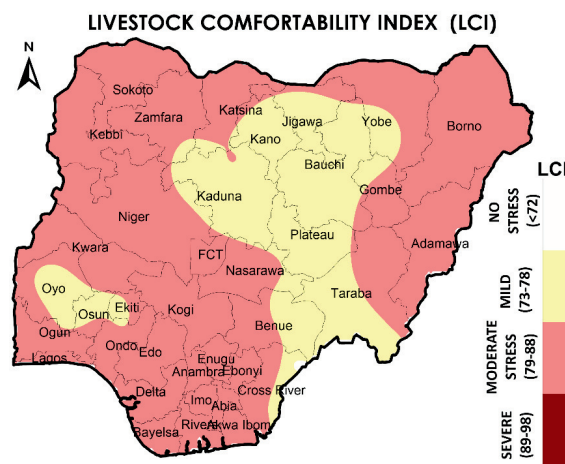 LIVESTOCK COMFORTABILITY INDEX (LCI)
N
Sokoto
Katsina
Zamfara
Jigawa
Yobe
Kebbi
Kano
Borno
Bauchi
Kaduna
Gombe
Niger
Plateau
Kwara
FCT
Adamawa
Nasarawa
Oyo
Taraba
Ekiti
Osun
Kogi
Benue
Ogun
Ondo
Edo
Lagos
Enugu
Anambra
Ebonyi
Delta
Cross River
Imo
Abia
Bayelsa
Rivers
Akwa Ibom
LCI
NO
STRESS
(<72)
MILD
(73-78)
MODERATE
STRESS
(79-88)
SEVERE
(89-98)